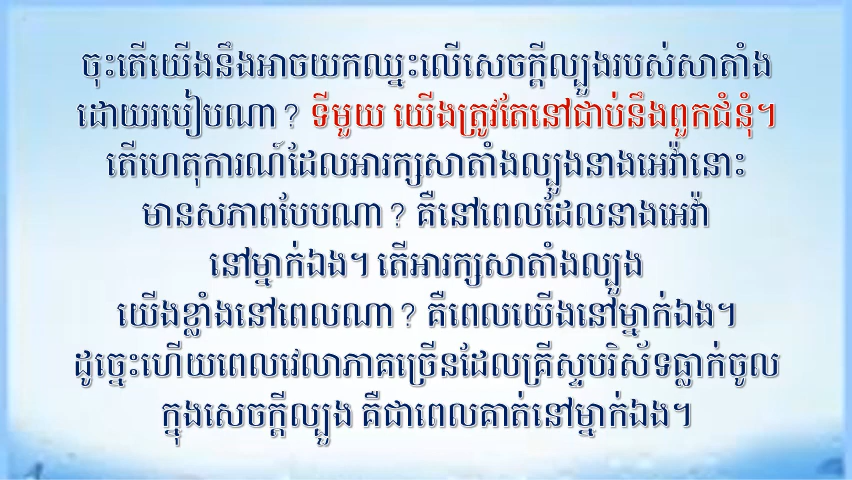 ចុះតើយើងនឹងអាចយកឈ្នះលើសេចក្ដីល្បួងរបស់សាតាំង
ដោយរបៀបណា? ទីមួយ យើងត្រូវតែនៅជាប់នឹងពួកជំនុំ។
តើហេតុការណ៍ដែលអារក្សសាតាំងល្បួងនាងអេវ៉ានោះ
មានសភាពបែបណា? គឺនៅពេលដែលនាងអេវ៉ា
នៅម្នាក់ឯង។ តើអារក្សសាតាំងល្បួង
យើងខ្លាំងនៅពេលណា? គឺពេលយើងនៅម្នាក់ឯង។
ដូច្នេះហើយពេលវេលាភាគច្រើនដែលគ្រីស្ទបរិស័ទធ្លាក់ចូល
ក្នុងសេចក្ដីល្បួង គឺជាពេលគាត់នៅម្នាក់ឯង។